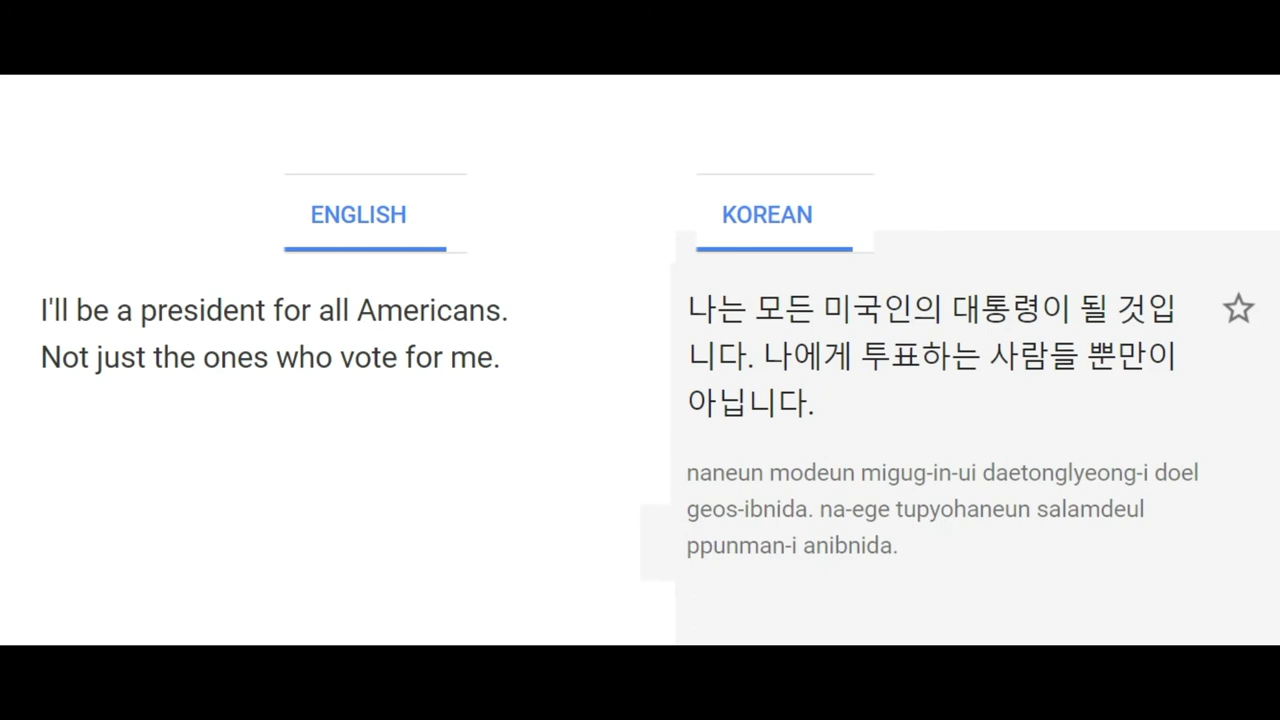 ENGLISH
I'll be a president for all Americans.
Not just the ones who vote for me.
KOREAN
나는 모든 미국인의 대통령이 될 것입
니다. 나에게 투표하는 사람들 뿐만이
아닙니다.
naneun modeun migug-in-ui daetonglyeong-i doel
geos-ibnida. na-ege tupyohaneun salamdeul
ppunman-i anibnida.